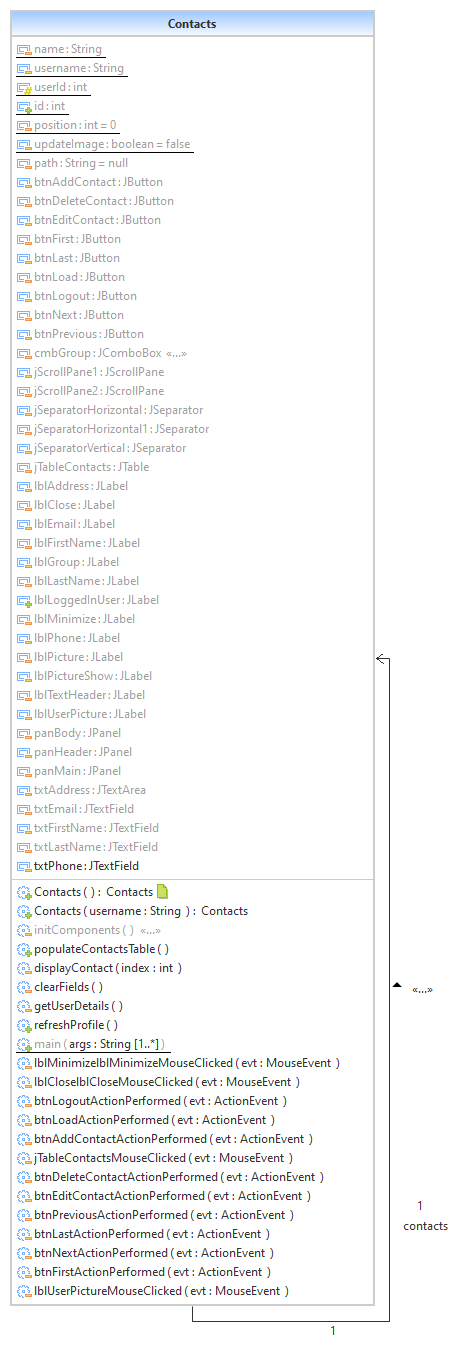 Contacts
name : String
username : String
userId : int
id : int
position : int = 0
updateImage : boolean = false
path : String = null
btnAddContact : JButton
btnDeleteContact : JButton
btnEditContact : JButton
btnFirst : JButton
btnLast : JButton
btnLoad : JButton
btnLogout : JButton
btnNext : JButton
btnPrevious : JButton
cmbGroup : JComboBox «...»
jScrollPane1 : JScrollPane
jScrollPane2 : JScrollPane
jSeparatorHorizontal : JSeparator
jSeparatorHorizontal1 : JSeparator
jSeparatorVertical : JSeparator
jTableContacts : JTable
lblAddress : JLabel
lblClose : JLabel
lblEmail : JLabel
lblFirstName : JLabel
lblGroup : JLabel
lblLastName : JLabel
lblLoggedInUser : JLabel
lblMinimize : JLabel
lblPhone : JLabel
lblPicture : JLabel
lblPictureShow : JLabel
lblTextHeader : JLabel
lblUserPicture : JLabel
panBody : JPanel
panHeader : JPanel
panMain : JPanel
txtAddress : JTextArea
txtEmail : JTextField
txtFirstName : JTextField
txtLastName : JTextField
txtPhone : JTextField
Contacts ( ) : Contacts
Contacts ( username : String ) : Contacts
initComponents ( ) «...»
populateContactsTable ( )
displayContact ( index : int )
clearFields ( )
getUserDetails ( )
refreshProfile ( )
main ( args : String [1..*] )
lblMinimizelblMinimizeMouseClicked ( evt : MouseEvent )
lblCloselblCloseMouseClicked ( evt : MouseEvent )
btnLogoutActionPerformed ( evt : ActionEvent )
btnLoadActionPerformed ( evt : ActionEvent )
btnAddContactActionPerformed ( evt : ActionEvent )
jTableContactsMouseClicked ( evt : MouseEvent )
btnDeleteContactActionPerformed ( evt : ActionEvent )
btnEditContactActionPerformed ( evt : ActionEvent )
btnPreviousActionPerformed ( evt : ActionEvent )
btnLastActionPerformed ( evt : ActionEvent )
btnNextActionPerformed ( evt : ActionEvent )
btnFirstActionPerformed ( evt : ActionEvent )
lblUserPictureMouseClicked ( evt : MouseEvent )
«...»
1
contacts
1